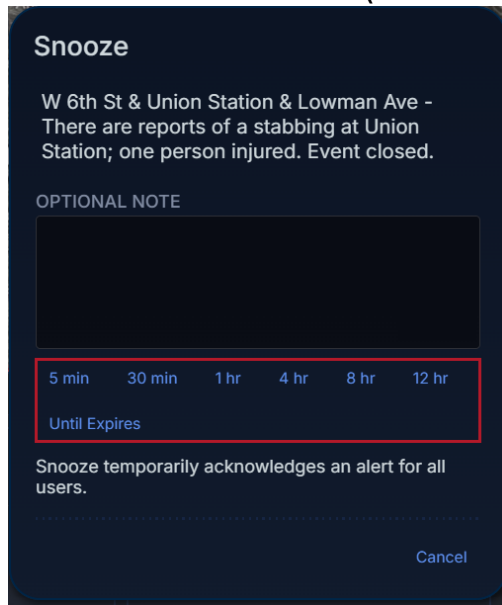 Snooze
W 6th St & Union Station & Lowman Ave -
There are reports of a stabbing at Union
Station; one person injured. Event closed.
OPTIONAL NOTE
5 min 30 min 1 hr 4 hr 8 hr 12 hr
Until Expires
Snooze temporarily acknowledges an alert for all
users.
Cancel